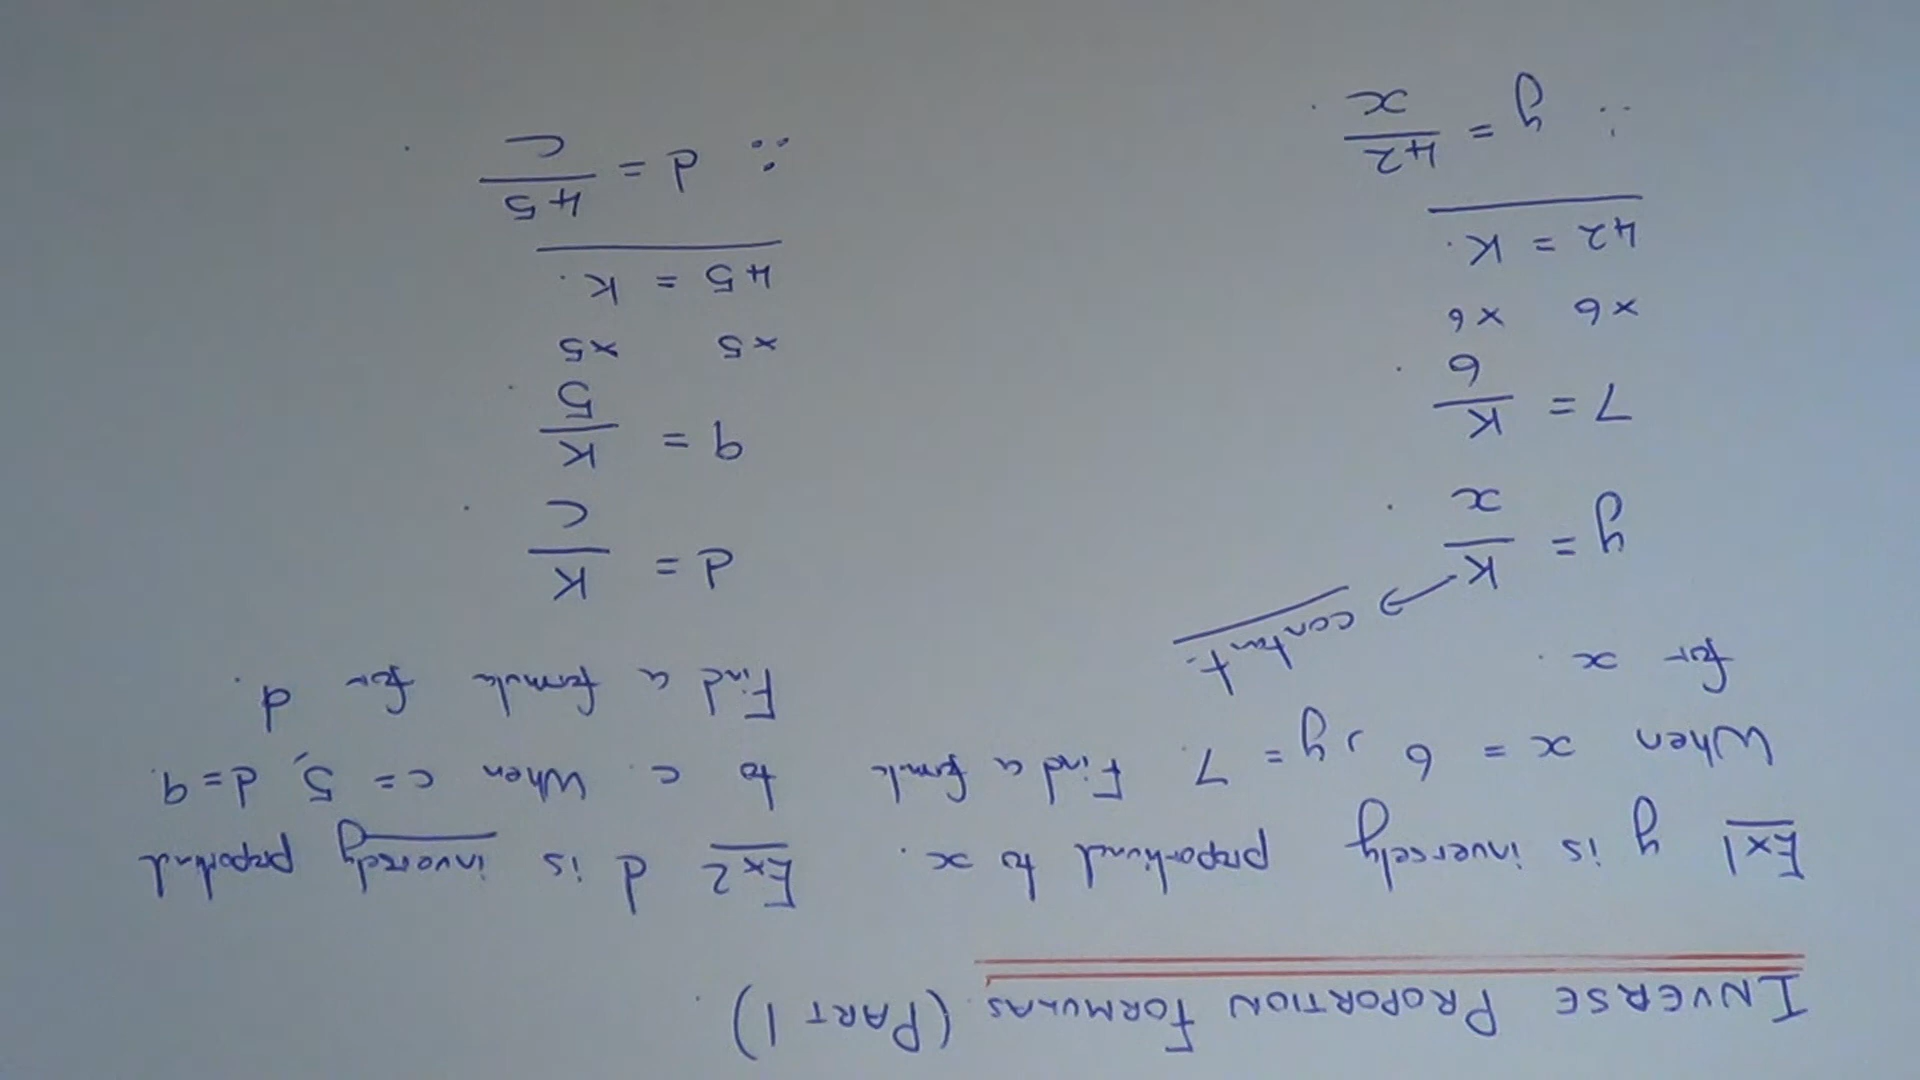 INVERSE PROPORTION FORMULAS (PART 1).
Ex1 y is inversely proportional to x.
When x = 6, y = 7. Find a formula
for x.
y = K/x → constant.
7 = K/6
×6 ×6
42 = K.
∴ y = 42/x
Ex2 d is inversely proportional
to c. When c = 5, d = 9.
Find a formula for d.
d = K/c
9 = K/5
×5 ×5
45 = K.
∴ d = 45/c